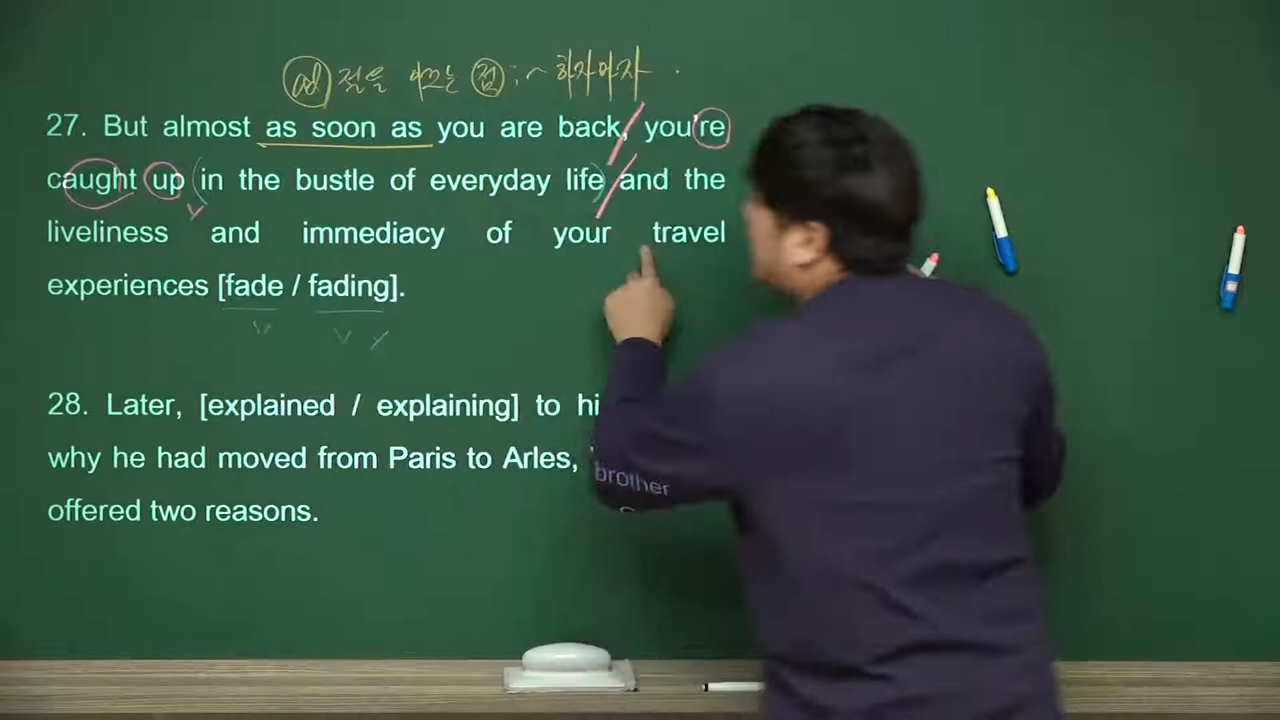 ad 절을 이끄는 접 ; ~ 하자마자
27. But almost as soon as you are back, you're
caught up in the bustle of everyday life and the
liveliness and immediacy of your travel
experiences [fade / fading].
v v
28. Later, [explained / explaining] to hi
why he had moved from Paris to Arles,
brother
offered two reasons.